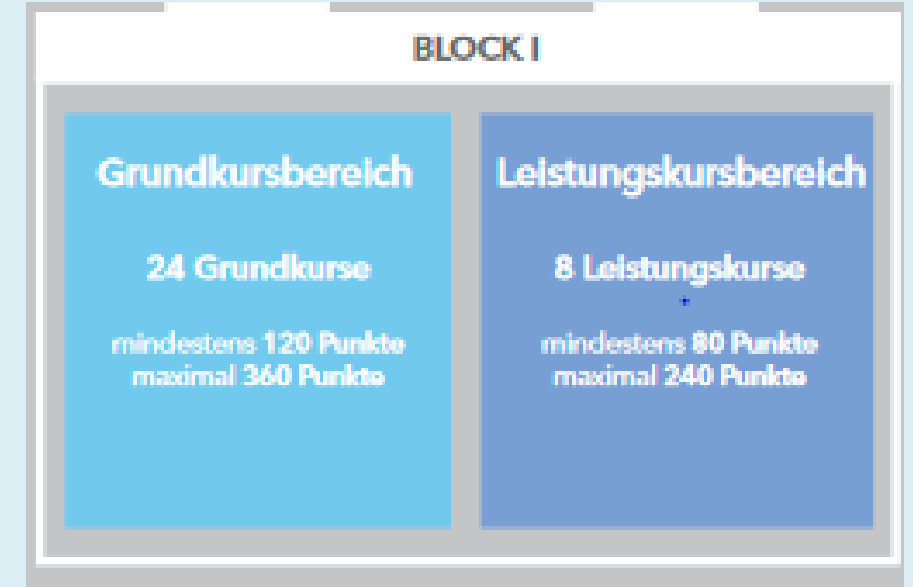 BLOCK I
Grundkursbereich
24 Grundkurse
mindestens 120 Punkte
maximal 360 Punkte
Leistungskursbereich
8 Leistungskurse
mindestens 80 Punkte
maximal 240 Punkte